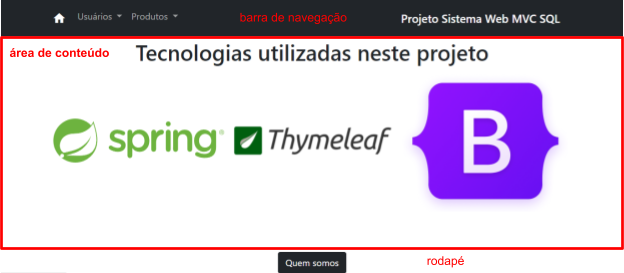 Usuários Produtos barra de navegação Projeto Sistema Web MVC SQL
área de conteúdo
Tecnologias utilizadas neste projeto
spring Thymeleaf B
Quem somos rodapé